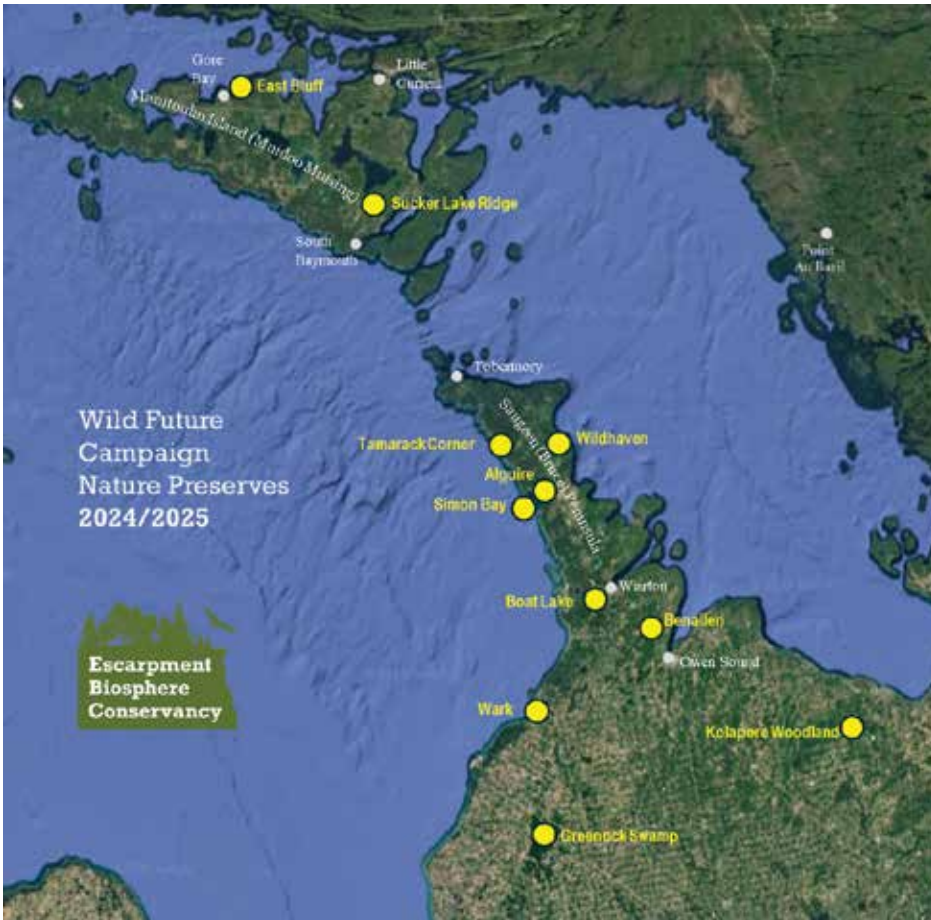 Gore
Bay
East Bluff
Little
Current
Manitoulin Island (Mnidoo Mnising)
Sucker Lake Ridge
South
Baymouth
Point
Au Baril
Tobermory
Saugeen (Bruce) Peninsula
Wild Future
Campaign
Nature Preserves
2024/2025
Tamarack Corner
Wildhaven
Alguire
Simon Bay
Boat Lake
Wiarton
Benallen
Owen Sound
Escarpment
Biosphere
Conservancy
Wark
Kolapore Woodland
Greenock Swamp